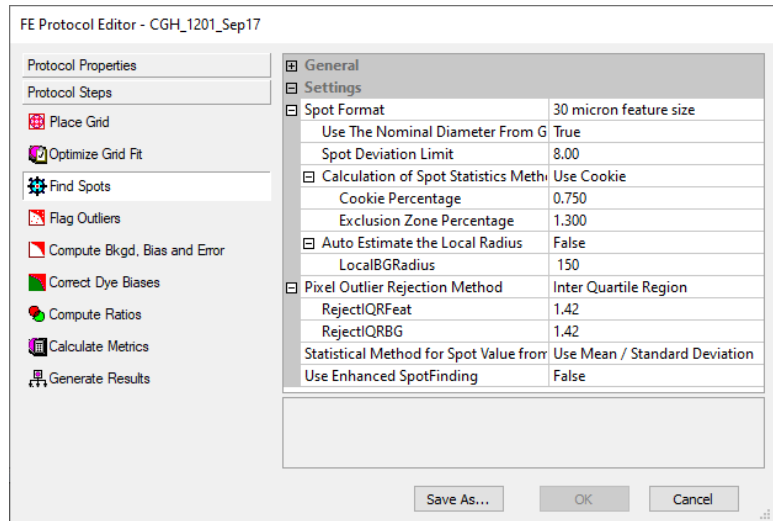 FE Protocol Editor - CGH_1201_Sep17
Protocol Properties
Protocol Steps
Place Grid
Optimize Grid Fit
Find Spots
Flag Outliers
Compute Bkgd, Bias and Error
Correct Dye Biases
Compute Ratios
Calculate Metrics
Generate Results
General
Settings
Spot Format 30 micron feature size
Use The Nominal Diameter From G True
Spot Deviation Limit 8.00
Calculation of Spot Statistics Meth Use Cookie
Cookie Percentage 0.750
Exclusion Zone Percentage 1.300
Auto Estimate the Local Radius False
LocalBGRadius 150
Pixel Outlier Rejection Method Inter Quartile Region
RejectIQRFeat 1.42
RejectIQRBG 1.42
Statistical Method for Spot Value from Use Mean / Standard Deviation
Use Enhanced SpotFinding False
Save As... OK Cancel